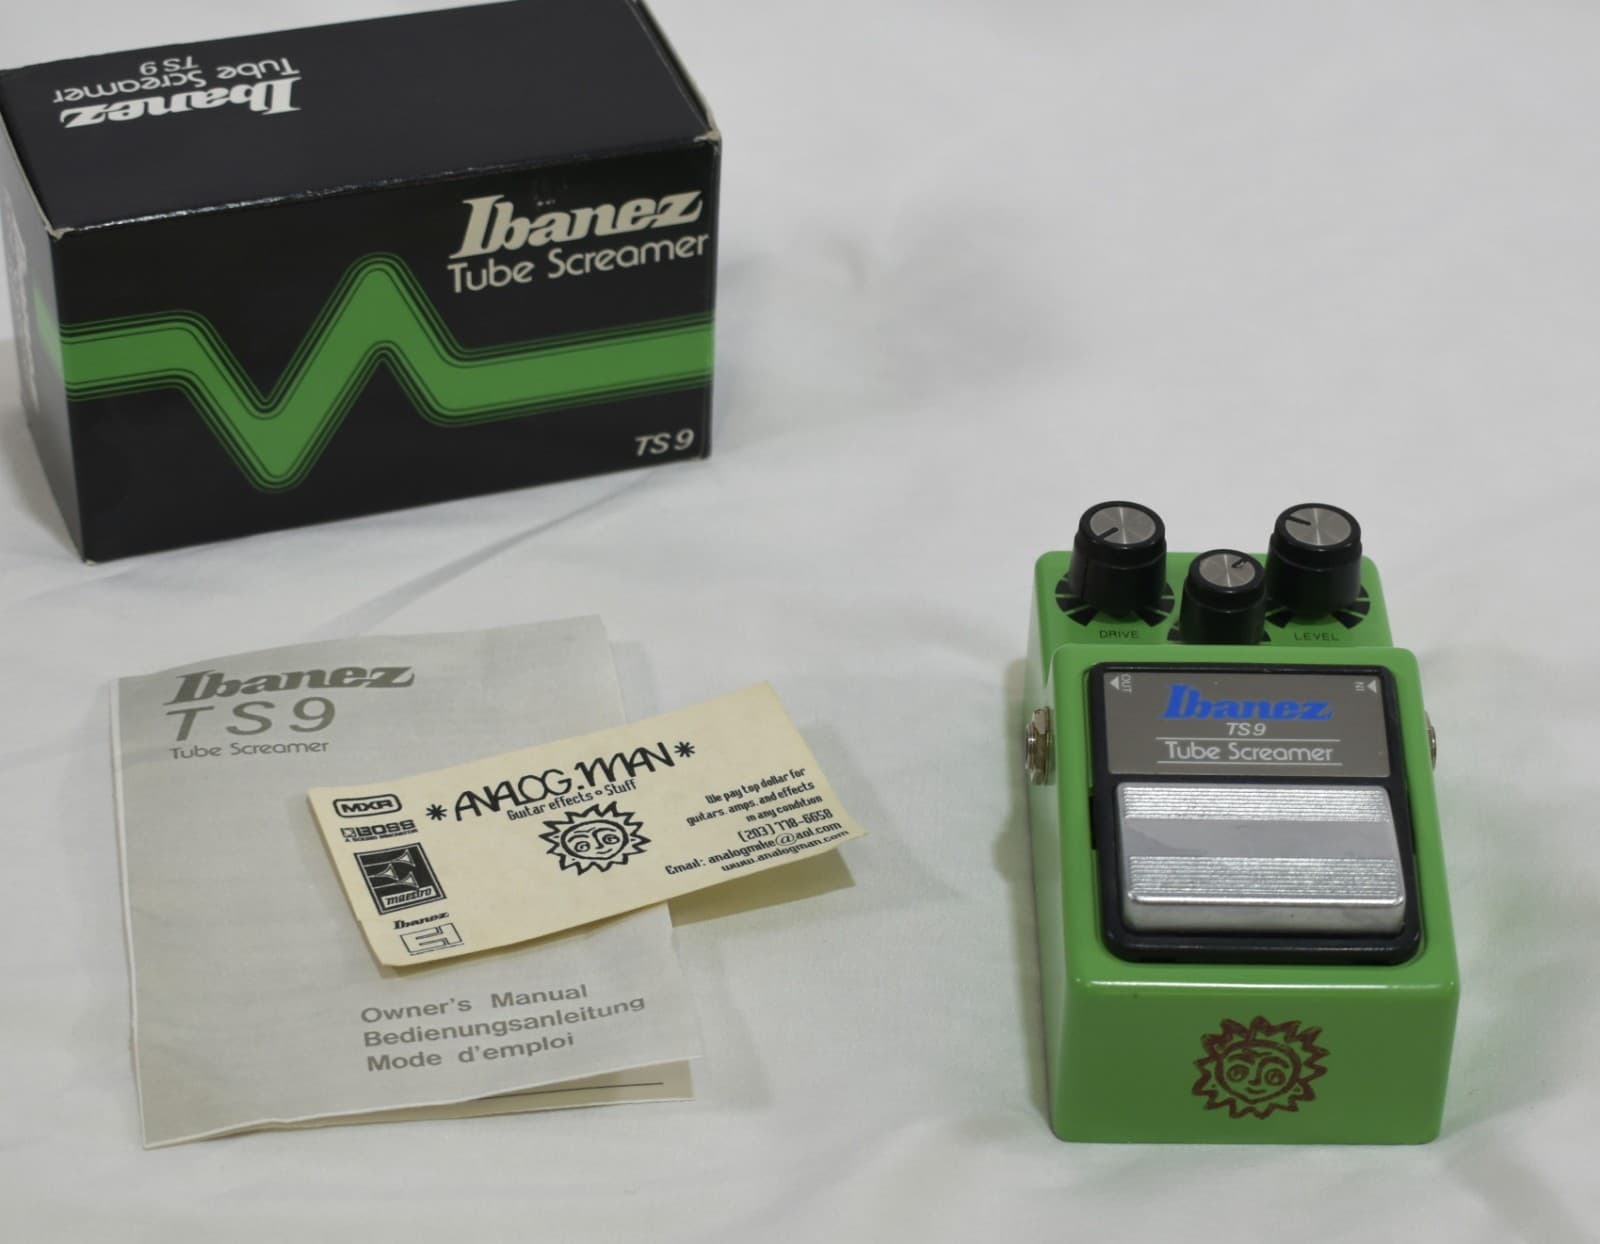 Ibanez
Tube Screamer
TS9
Ibanez
Tube Screamer
TS9
Ibanez
TS9
Tube Screamer
Owner's Manual
Bedienungsanleitung
Mode d'emploi
MXR
BOSS
maestro
Ibanez
*ANALOG.MAN*
Guitar effects • Stuff
We pay top dollar for
guitars, amps, and effects
in any condition
(203) 778-6658
Email: analogmike@aol.com
www.analogman.com
DRIVE
LEVEL
OUT
IN
Ibanez
TS9
Tube Screamer